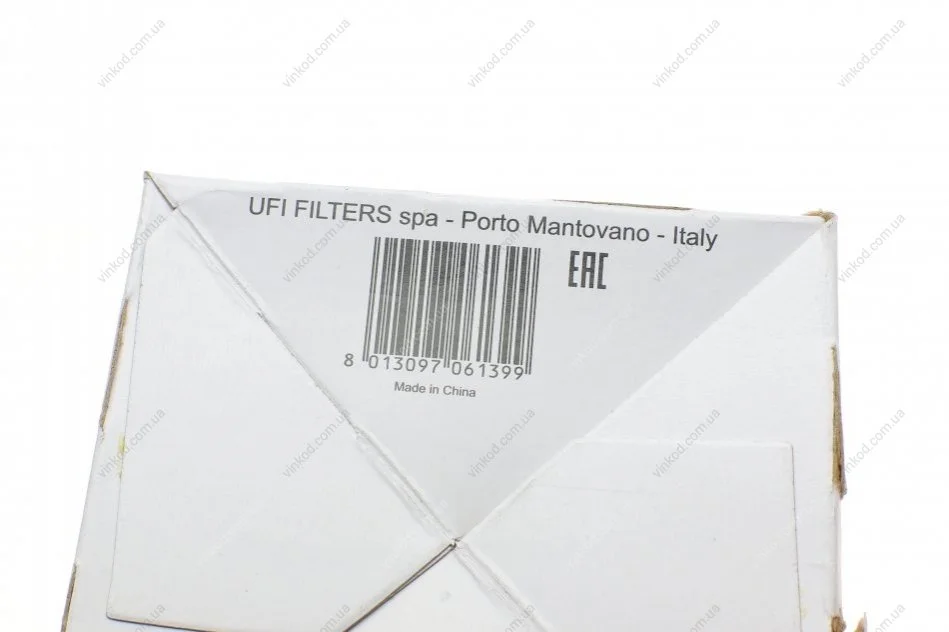 UFI FILTERS spa - Porto Mantovano - Italy
EAC
8 013097 061399
Made in China
vinkod.com.ua